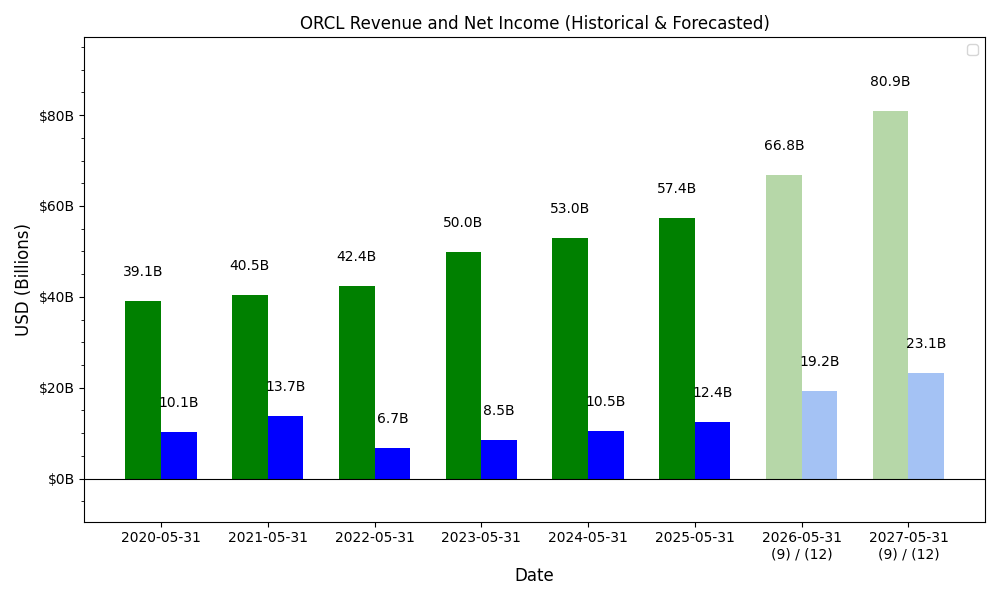 ORCL Revenue and Net Income (Historical & Forecasted)
USD (Billions)
$80B
$60B
$40B
$20B
$0B
39.1B
10.1B
40.5B
13.7B
42.4B
6.7B
50.0B
8.5B
53.0B
10.5B
57.4B
12.4B
66.8B
19.2B
80.9B
23.1B
2020-05-31
2021-05-31
2022-05-31
2023-05-31
2024-05-31
2025-05-31
2026-05-31
(9) / (12)
2027-05-31
(9) / (12)
Date